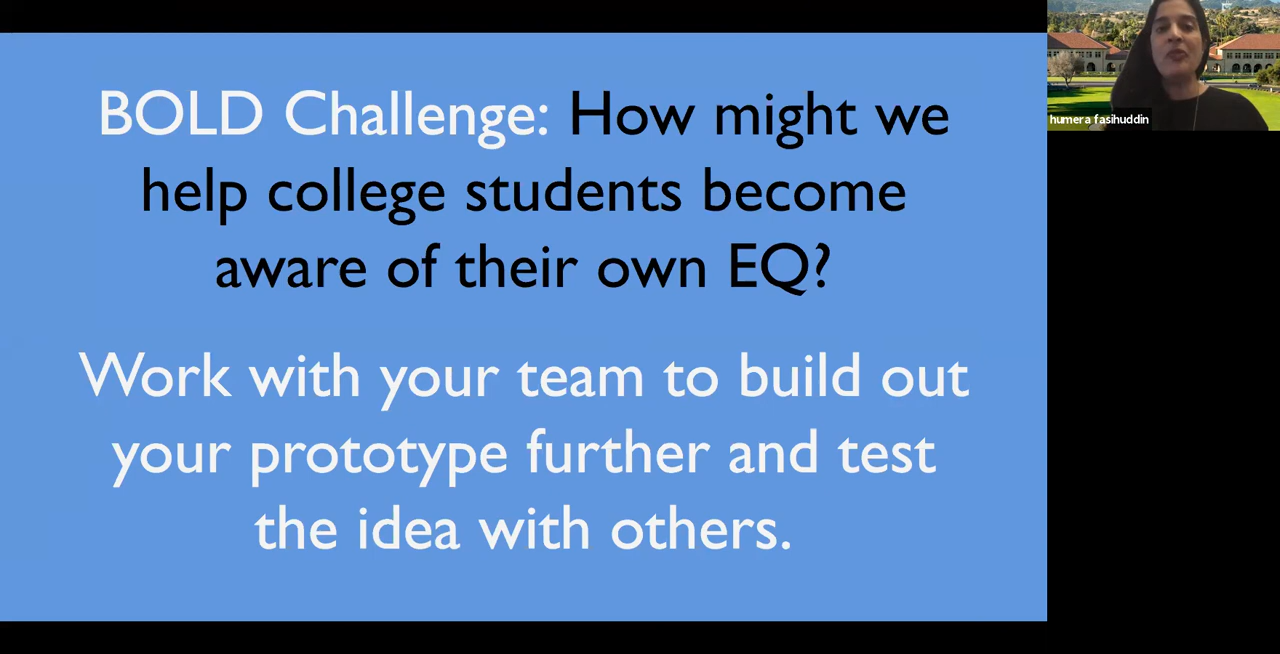 BOLD Challenge: How might we
help college students become
aware of their own EQ?
Work with your team to build out
your prototype further and test
the idea with others.
humera fasihuddin